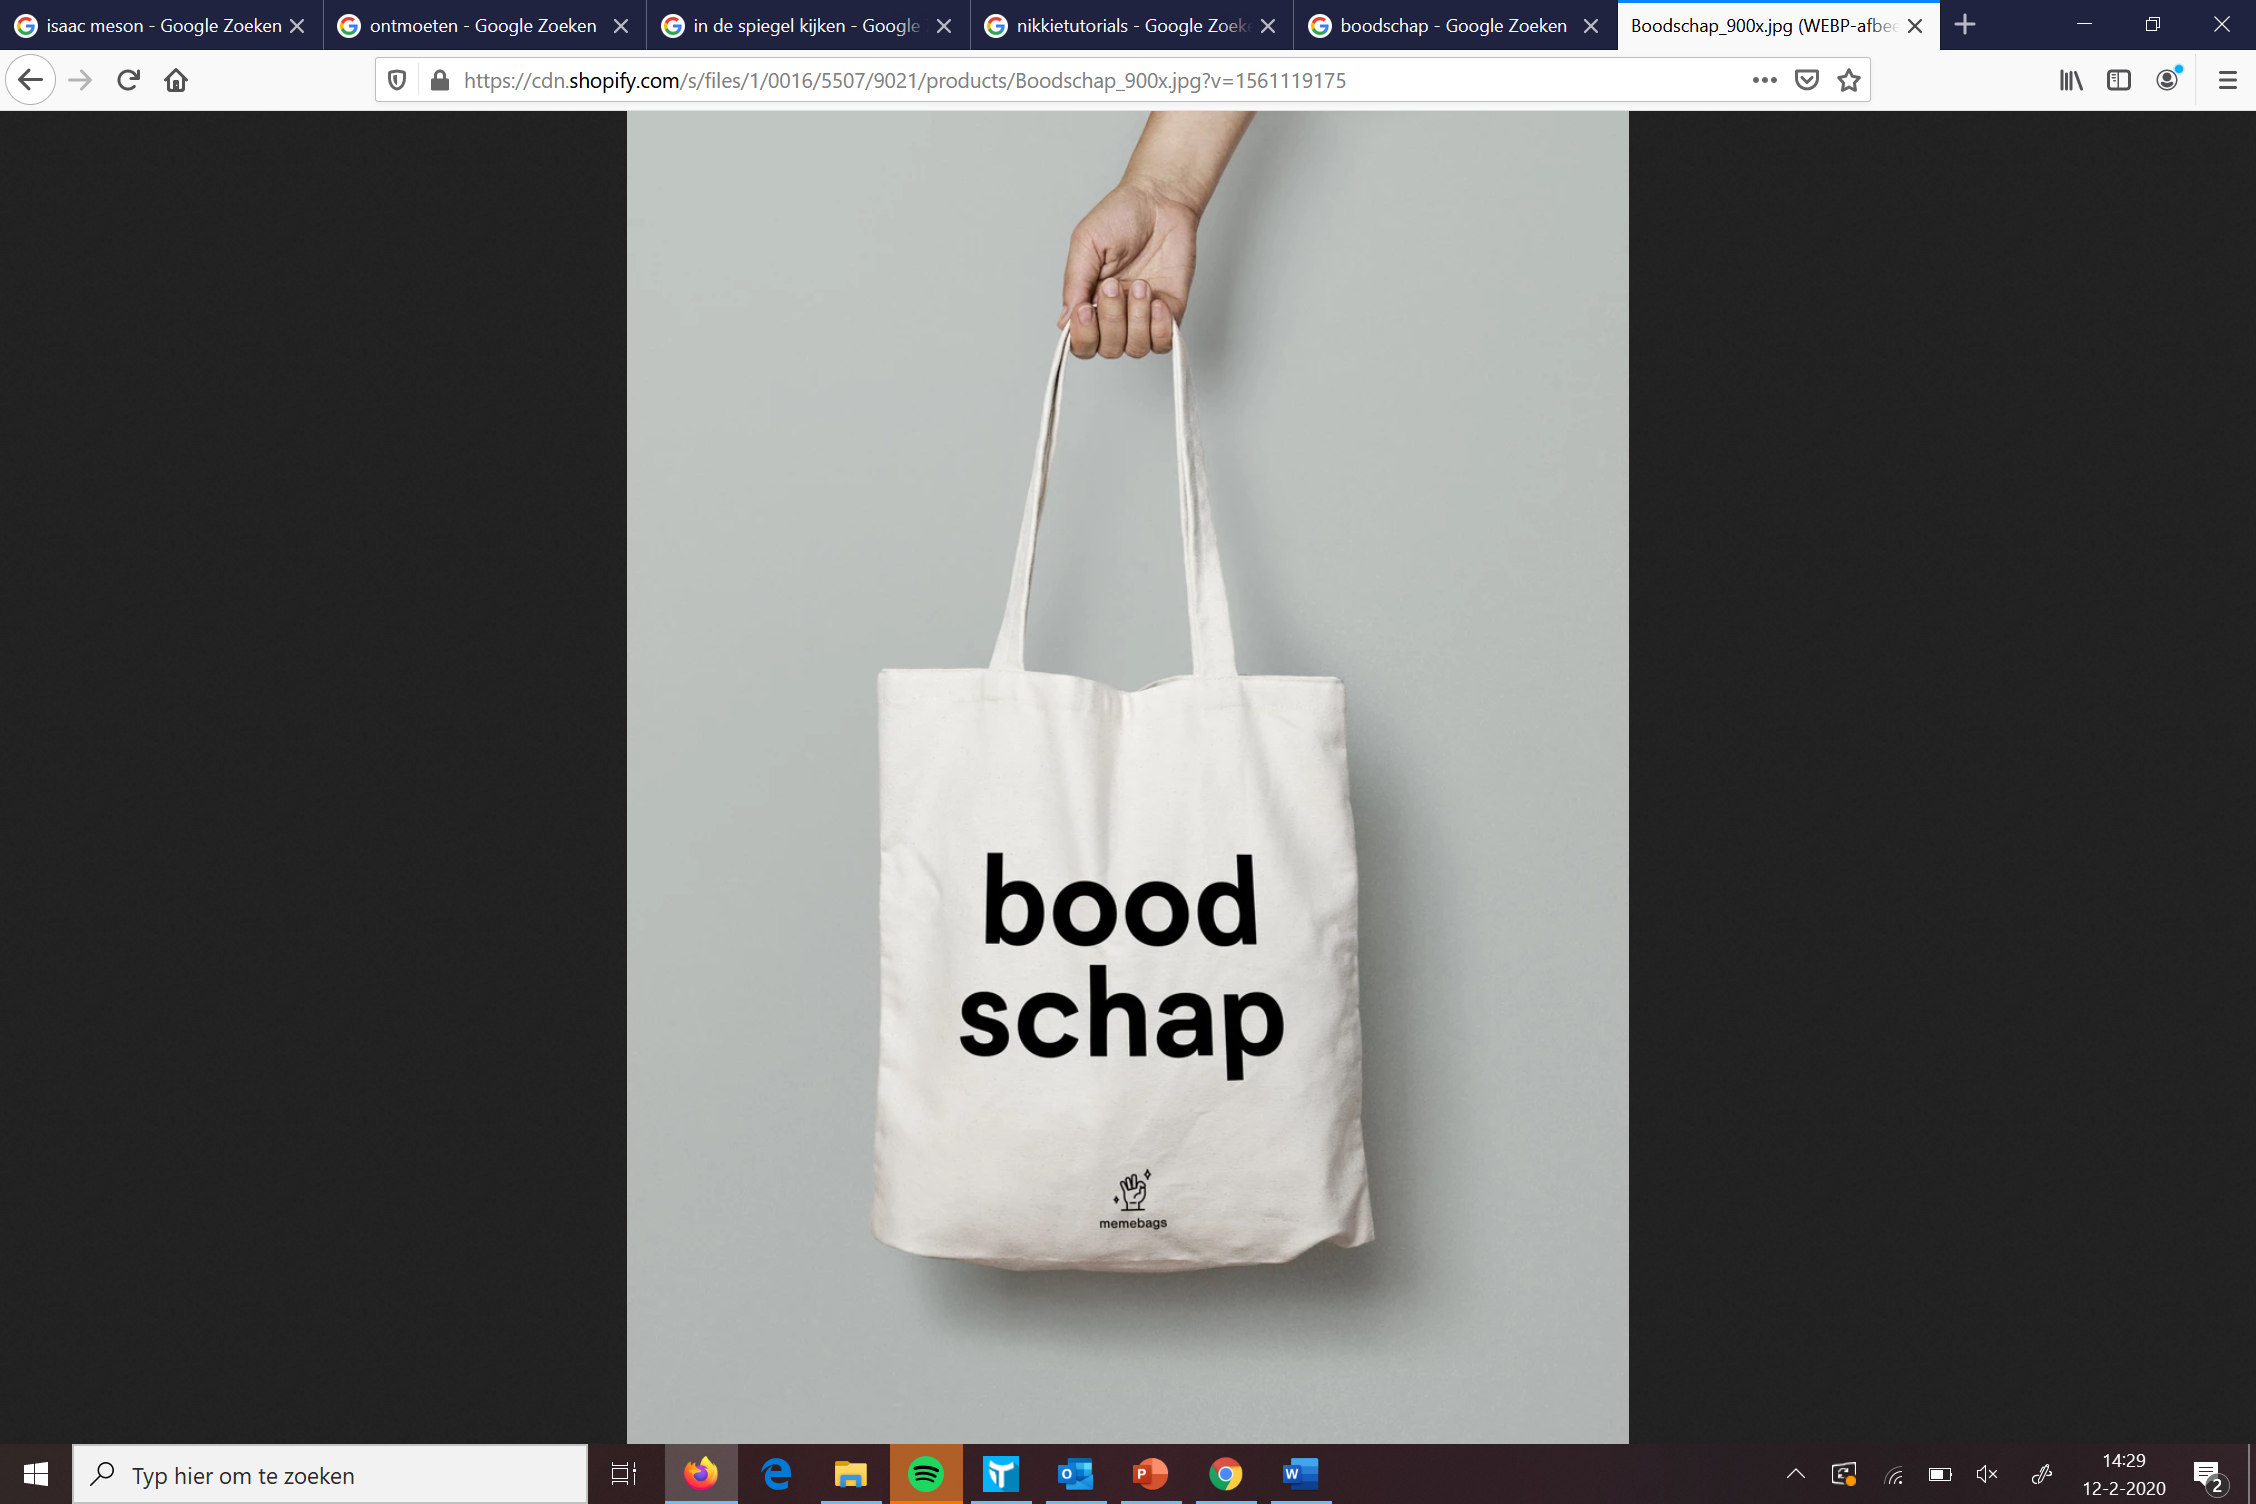 isaac meson - Google Zoeken
ontmoeten - Google Zoeken
in de spiegel kijken - Google
nikkietutorials - Google Zoek
boodschap - Google Zoeken
Boodschap_900x.jpg (WEBP-afbee
https://cdn.shopify.com/s/files/1/0016/5507/9021/products/Boodschap_900x.jpg?v=1561119175
bood
schap
memebags
Typ hier om te zoeken
14:29
12-2-2020
2